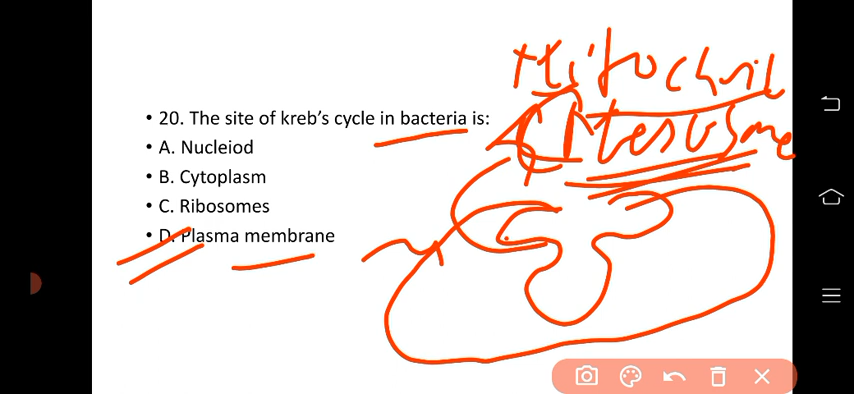 • 20. The site of kreb's cycle in bacteria is:
• A. Nucleiod
• B. Cytoplasm
• C. Ribosomes
• D. Plasma membrane